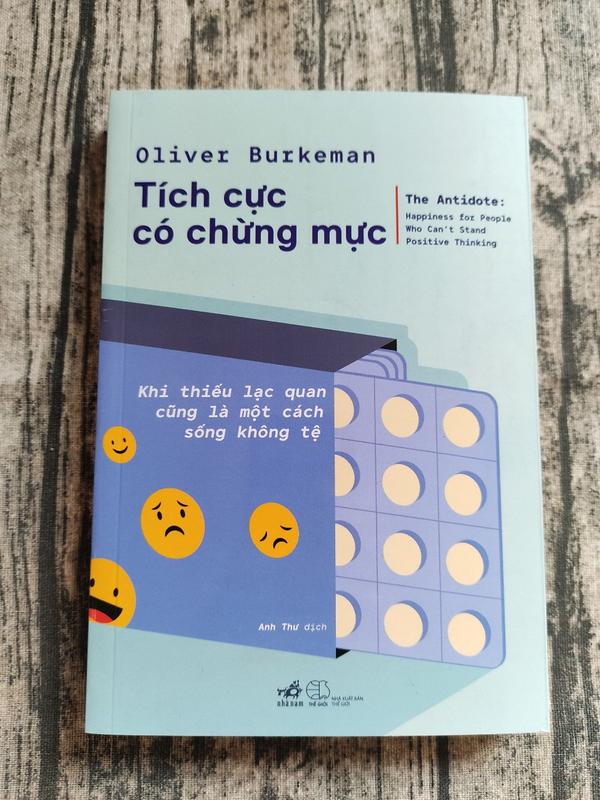 Oliver Burkeman
Tích cực
có chừng mực
The Antidote:
Happiness for People
Who Can't Stand
Positive Thinking
Khi thiếu lạc quan
cũng là một cách
sống không tệ
Anh Thư dịch
nhã nam
THẾ GIỚI
NHÀ XUẤT BẢN
THẾ GIỚI